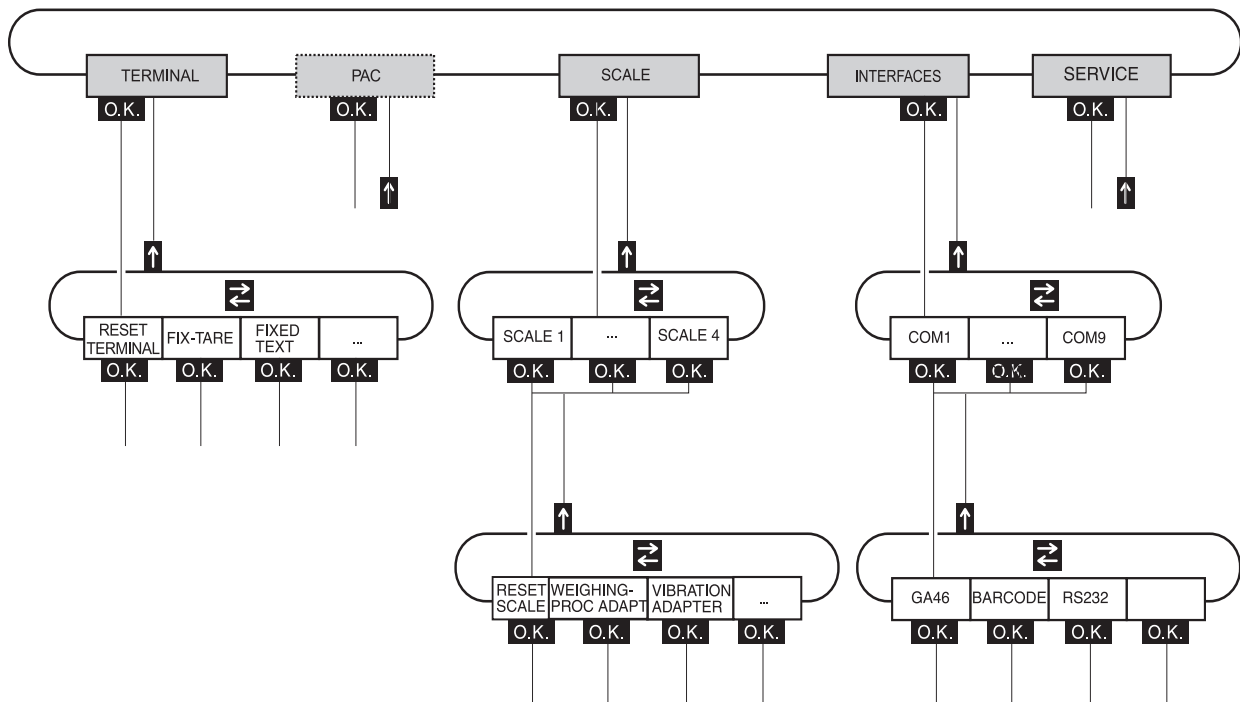 TERMINAL
PAC
SCALE
INTERFACES
SERVICE
O.K.
O.K.
O.K.
O.K.
O.K.
RESET
TERMINAL
FIX-TARE
FIXED
TEXT
...
SCALE 1
...
SCALE 4
COM1
...
COM9
O.K.
O.K.
O.K.
O.K.
O.K.
O.K.
O.K.
O.K.
O.K.
O.K.
RESET
SCALE
WEIGHING-
PROC ADAPT
VIBRATION
ADAPTER
...
GA46
BARCODE
RS232
O.K.
O.K.
O.K.
O.K.
O.K.
O.K.
O.K.
O.K.